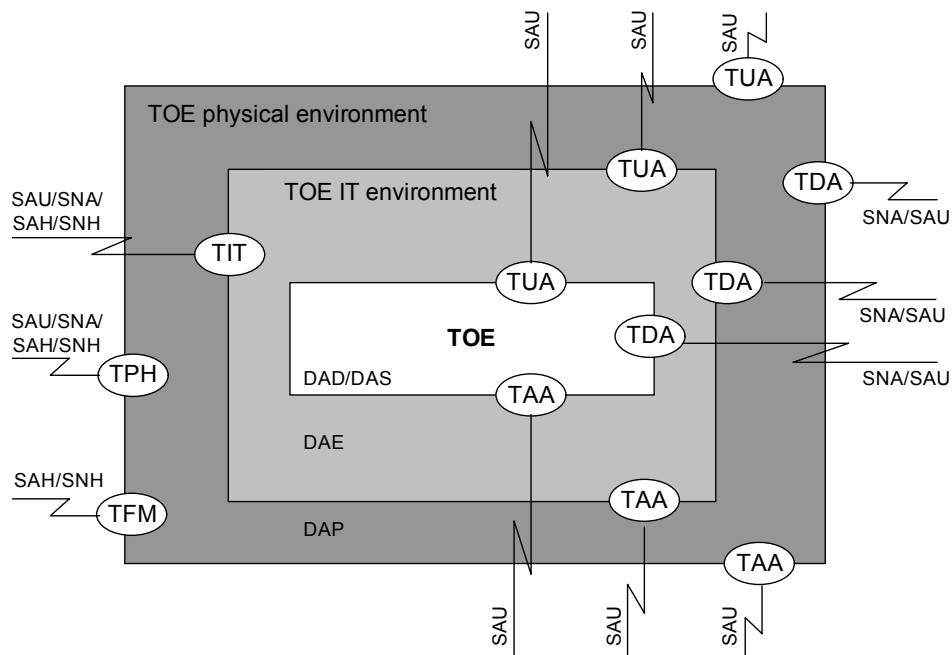 SAU
SAU
SAU
TUA
TOE physical environment
TUA
TDA
SNA/SAU
TOE IT environment
SAU/SNA/
SAH/SNH
TIT
TUA
TDA
SNA/SAU
SAU/SNA/
SAH/SNH
TPH
TOE
TDA
SNA/SAU
DAD/DAS
TAA
DAE
SAH/SNH
TFM
TAA
DAP
TAA
SAU
SAU
SAU